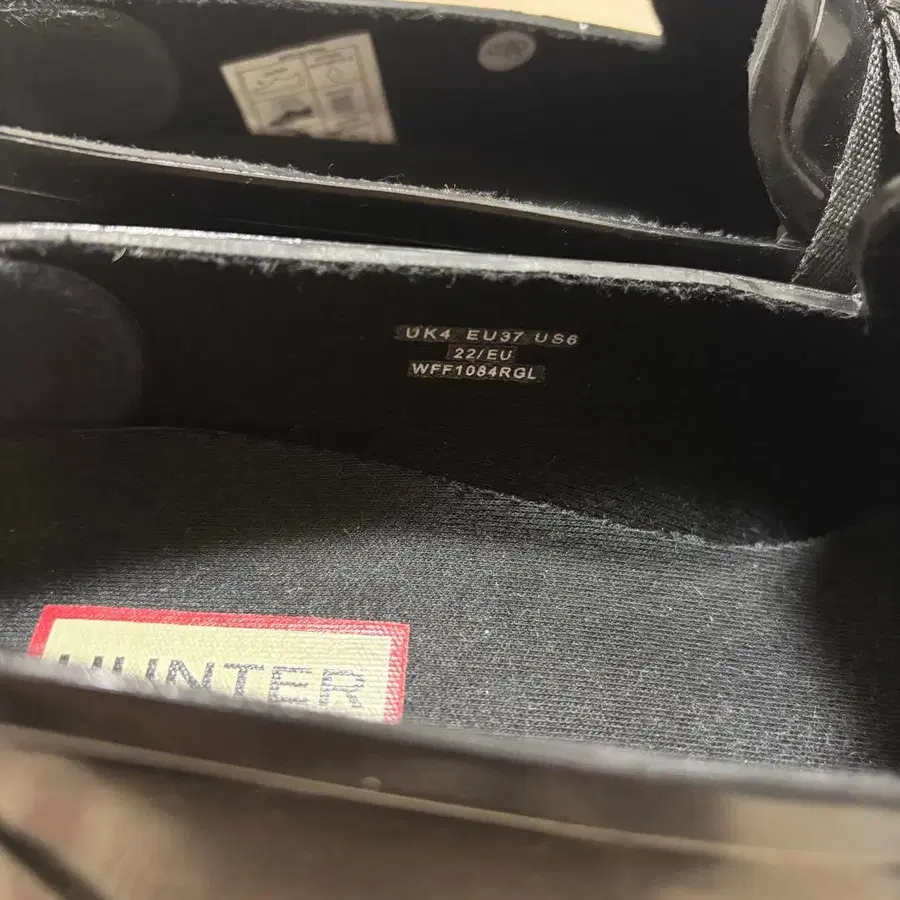 UK4 EU37 US6
22/EU
WFF1084RGL
HUNTER